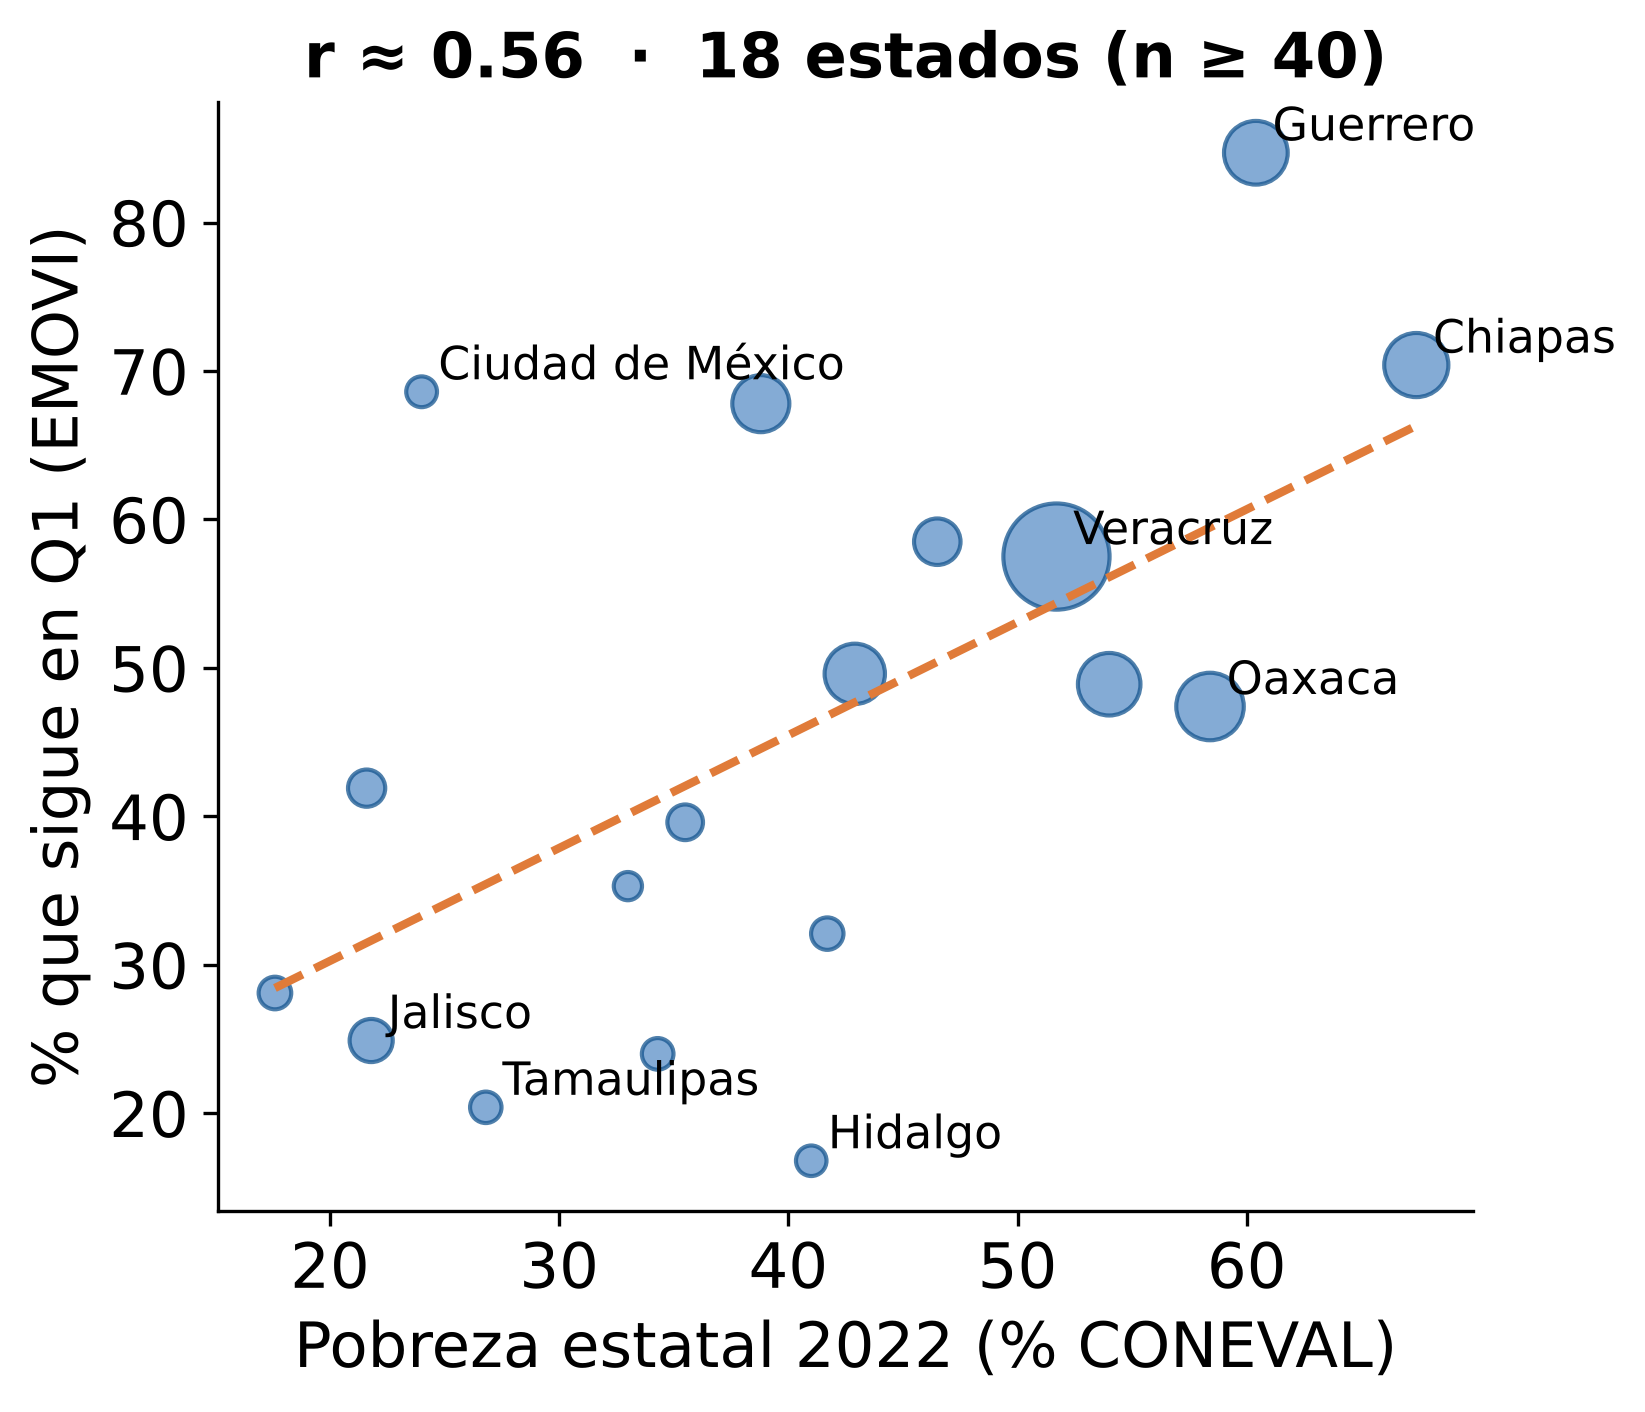 r ≈ 0.56 · 18 estados (n ≥ 40)
Guerrero
80
Chiapas
Ciudad de México
70
% que sigue en Q1 (EMOVI)
60
Veracruz
50
Oaxaca
40
30
Jalisco
Tamaulipas
20
Hidalgo
20 30 40 50 60
Pobreza estatal 2022 (% CONEVAL)